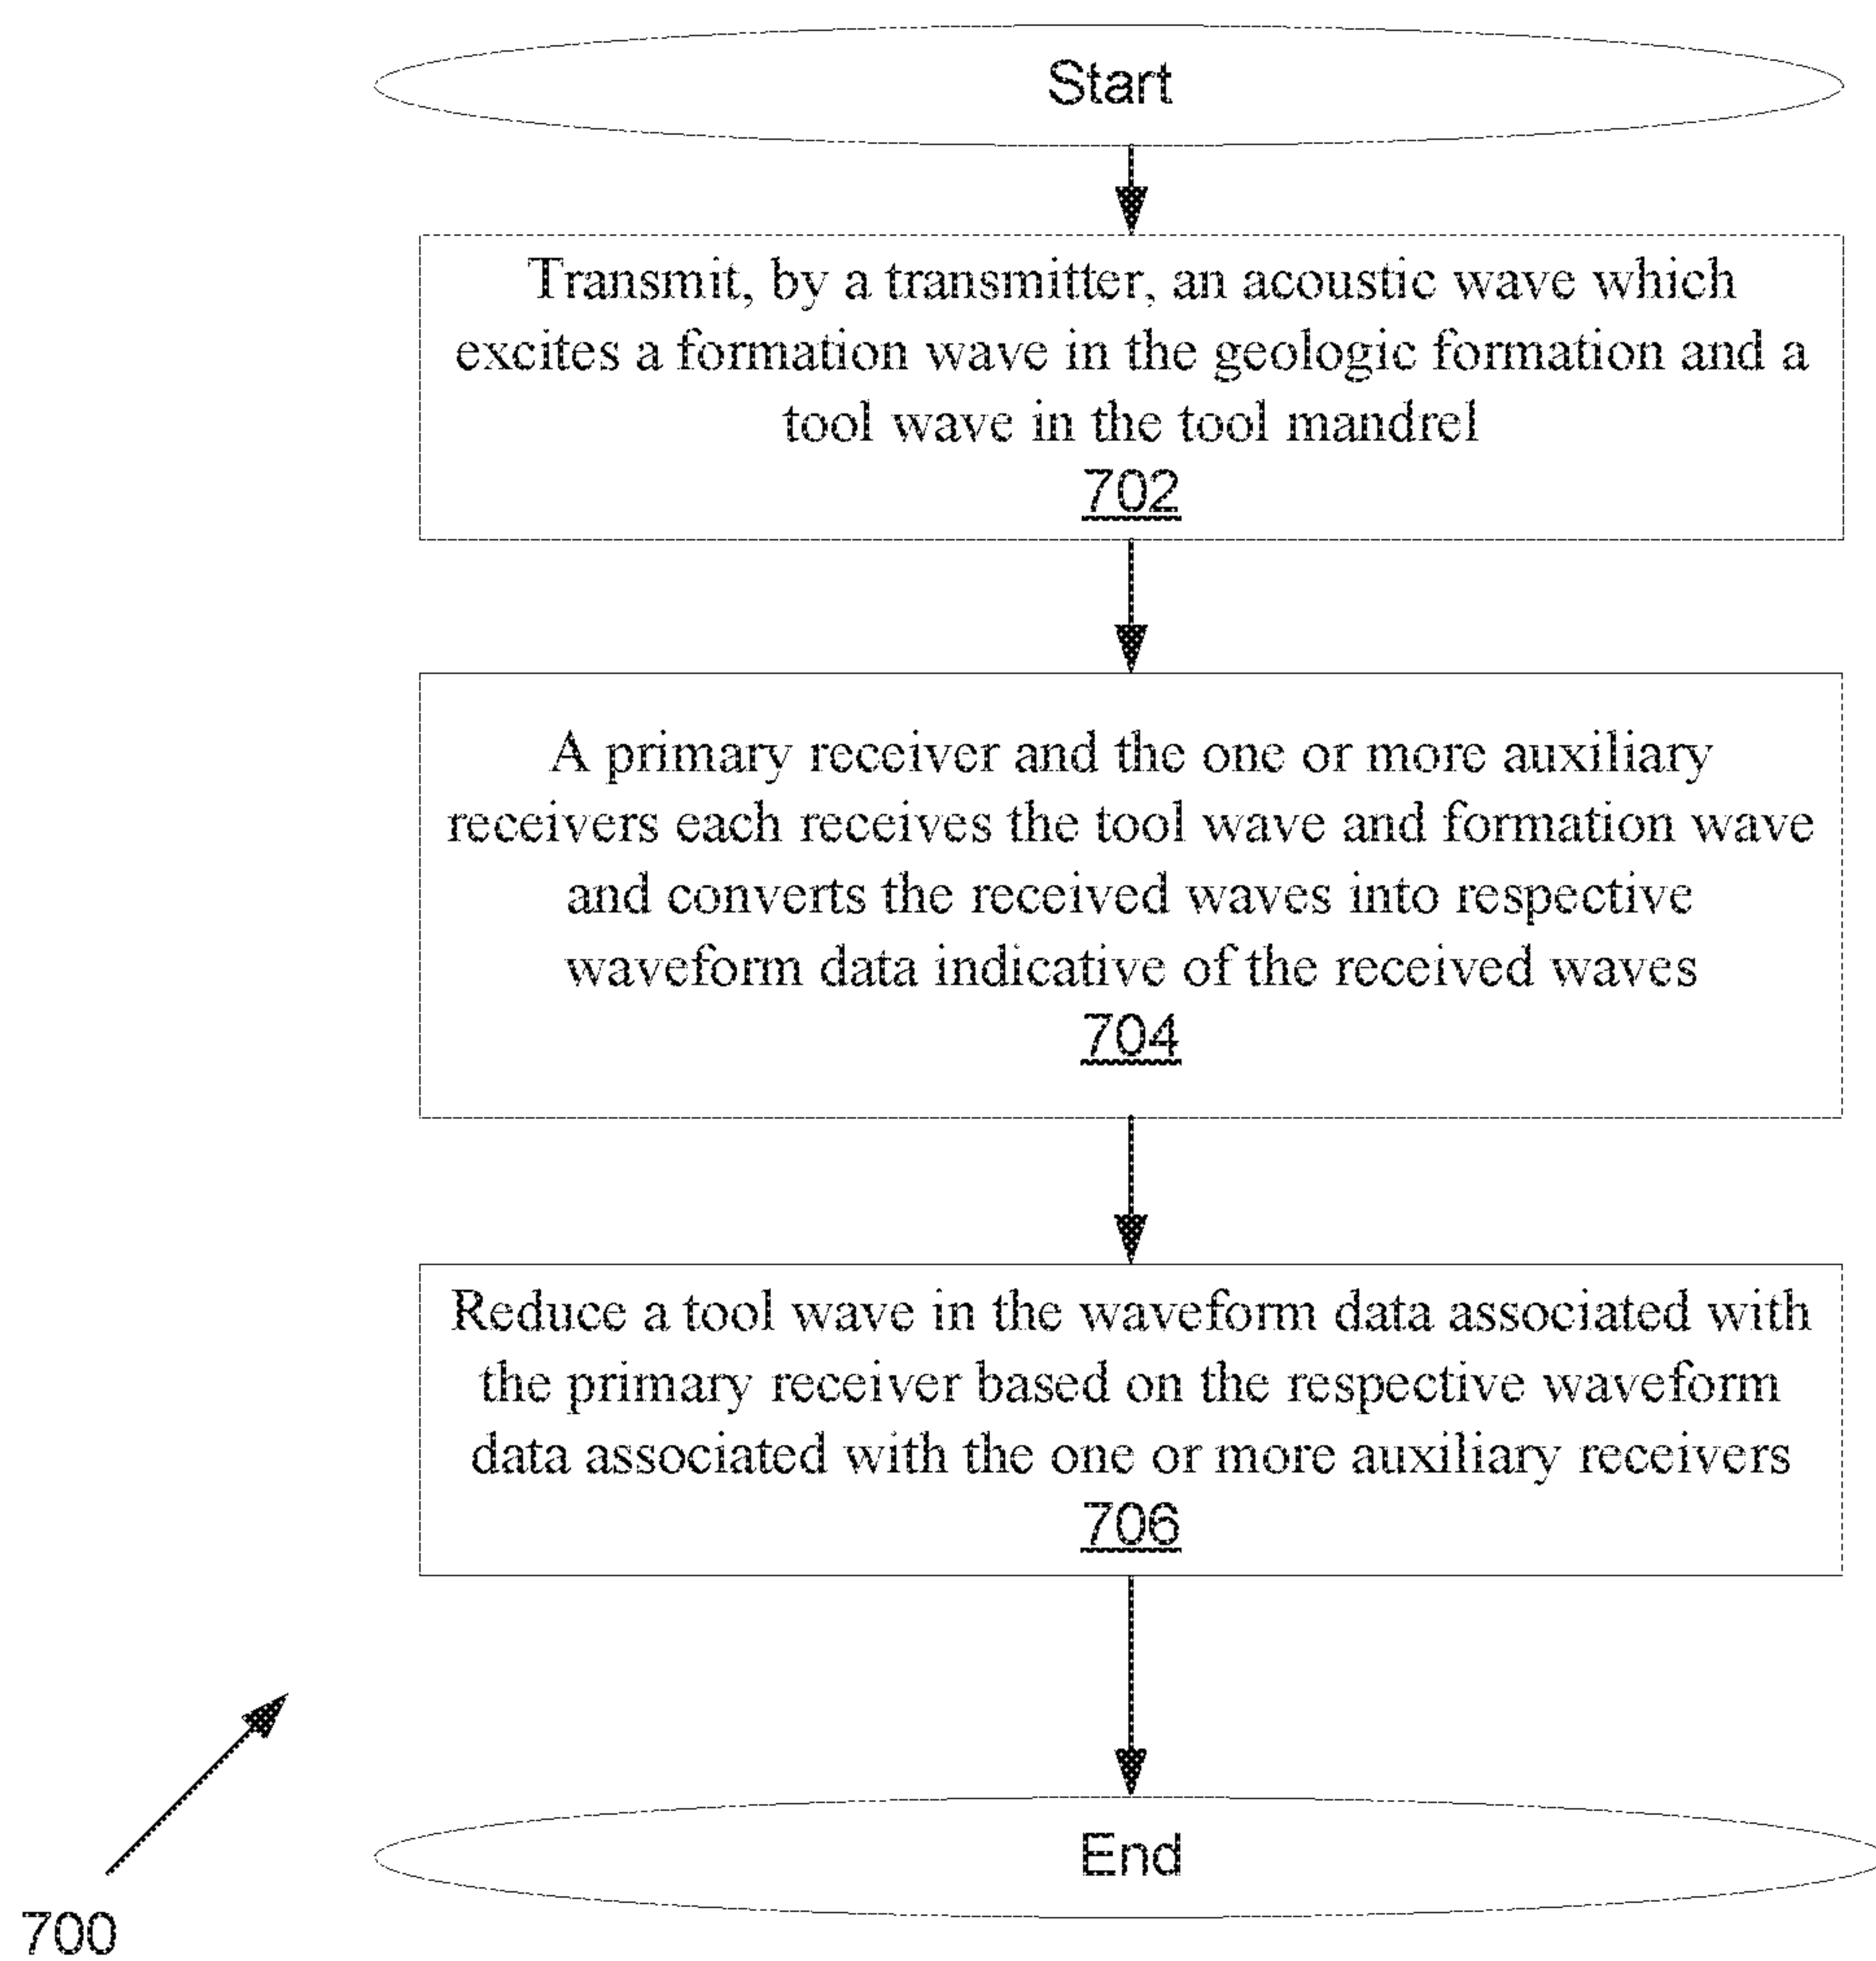 Start
Transmit, by a transmitter, an acoustic wave which
excites a formation wave in the geologic formation and a
tool wave in the tool mandrel
702
A primary receiver and the one or more auxiliary
receivers each receives the tool wave and formation wave
and converts the received waves into respective
waveform data indicative of the received waves
704
Reduce a tool wave in the waveform data associated with
the primary receiver based on the respective waveform
data associated with the one or more auxiliary receivers
706
End
700